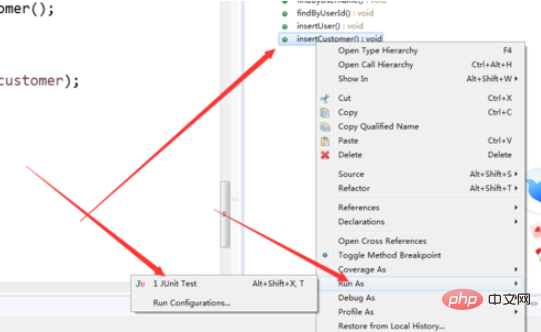 tomer();
customer);
findByUserId() : void
insertUser() : void
insertCustomer() : void
Open Type Hierarchy F4
Open Call Hierarchy Ctrl+Alt+H
Show In Alt+Shift+W
Cut Ctrl+X
Copy Ctrl+C
Copy Qualified Name
Paste Ctrl+V
Delete Delete
Source Alt+Shift+S
Refactor Alt+Shift+T
References
Declarations
Open Cross References
Toggle Method Breakpoint
Coverage As
Run As
Debug As
Profile As
Restore from Local History...
1 JUnit Test Alt+Shift+X, T
Run Configurations...
php 中文网